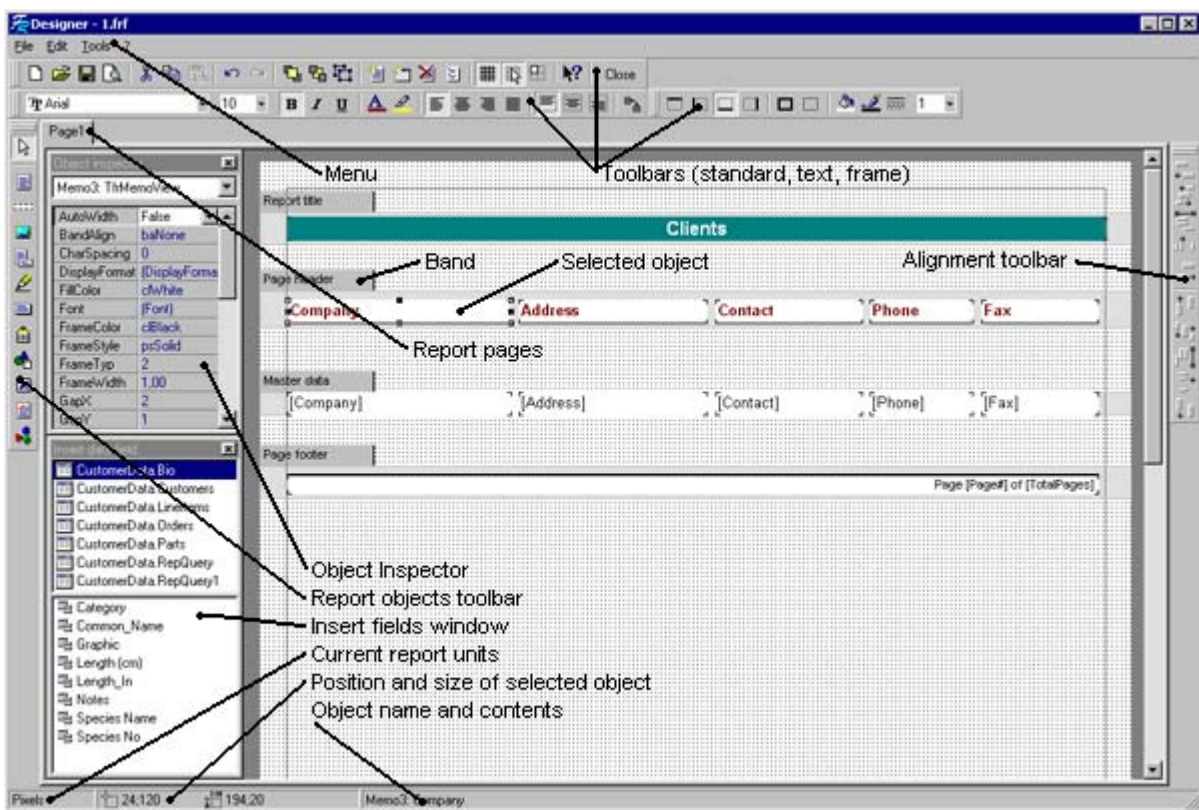 Designer - 1.frf
File Edit Tools ?
Close
Arial 10 B I U A 1
Page1
Object inspector
Menu
Toolbars (standard, text, frame)
Memo3: TfrMemoView
Report title
AutoWidth False
BandAlign baNone
CharSpacing 0
DisplayFormat (DisplayForma
FillColor clWhite
Font (Font)
FrameColor clBlack
FrameStyle psSolid
FrameTyp 2
FrameWidth 1,00
GapX 2
GapY 1
Clients
Band
Selected object
Alignment toolbar
Page header
Company Address Contact Phone Fax
Report pages
Master data
[Company] [Address] [Contact] [Phone] [Fax]
Page footer
Page [Page#] of [TotalPages]
Insert data field
CustomerData.Bio
CustomerData.Customers
CustomerData.LineItems
CustomerData.Orders
CustomerData.Parts
CustomerData.RepQuery
CustomerData.RepQuery1
Category
Common_Name
Graphic
Length (cm)
Length_In
Notes
Species Name
Species No
Object Inspector
Report objects toolbar
Insert fields window
Current report units
Position and size of selected object
Object name and contents
Pixels 24;120 194;20 Memo3: Company